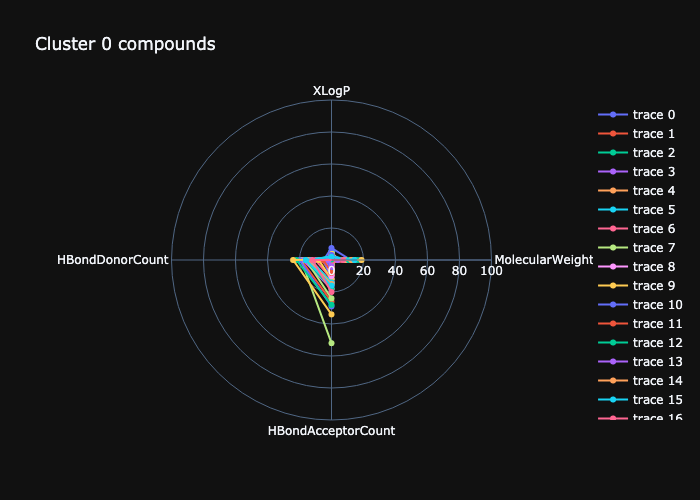 Cluster 0 compounds
XLogP
HBondDonorCount
MolecularWeight
0 20 40 60 80 100
HBondAcceptorCount
trace 0
trace 1
trace 2
trace 3
trace 4
trace 5
trace 6
trace 7
trace 8
trace 9
trace 10
trace 11
trace 12
trace 13
trace 14
trace 15
trace 16